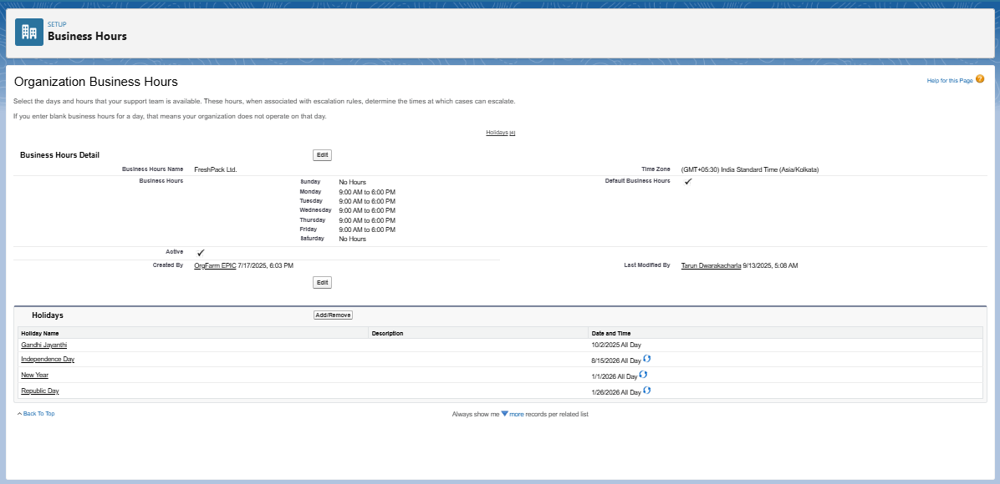 SETUP
Business Hours
Organization Business Hours
Help for this Page ?
Select the days and hours that your support team is available. These hours, when associated with escalation rules, determine the times at which cases can escalate.
If you enter blank business hours for a day, that means your organization does not operate on that day.
Holidays [4]
Business Hours Detail Edit
Business Hours Name FreshPack Ltd. Time Zone (GMT+05:30) India Standard Time (Asia/Kolkata)
Business Hours Sunday No Hours Default Business Hours ✓
Monday 9:00 AM to 6:00 PM
Tuesday 9:00 AM to 6:00 PM
Wednesday 9:00 AM to 6:00 PM
Thursday 9:00 AM to 6:00 PM
Friday 9:00 AM to 6:00 PM
Saturday No Hours
Active ✓
Created By OrgFarm EPIC 7/17/2025, 6:03 PM Last Modified By Tarun Dwarakacharla 9/13/2025, 5:08 AM
Edit
Holidays Add/Remove
Holiday Name Description Date and Time
Gandhi Jayanthi 10/2/2025 All Day
Independence Day 8/15/2026 All Day
New Year 1/1/2026 All Day
Republic Day 1/26/2026 All Day
Back To Top Always show me more records per related list